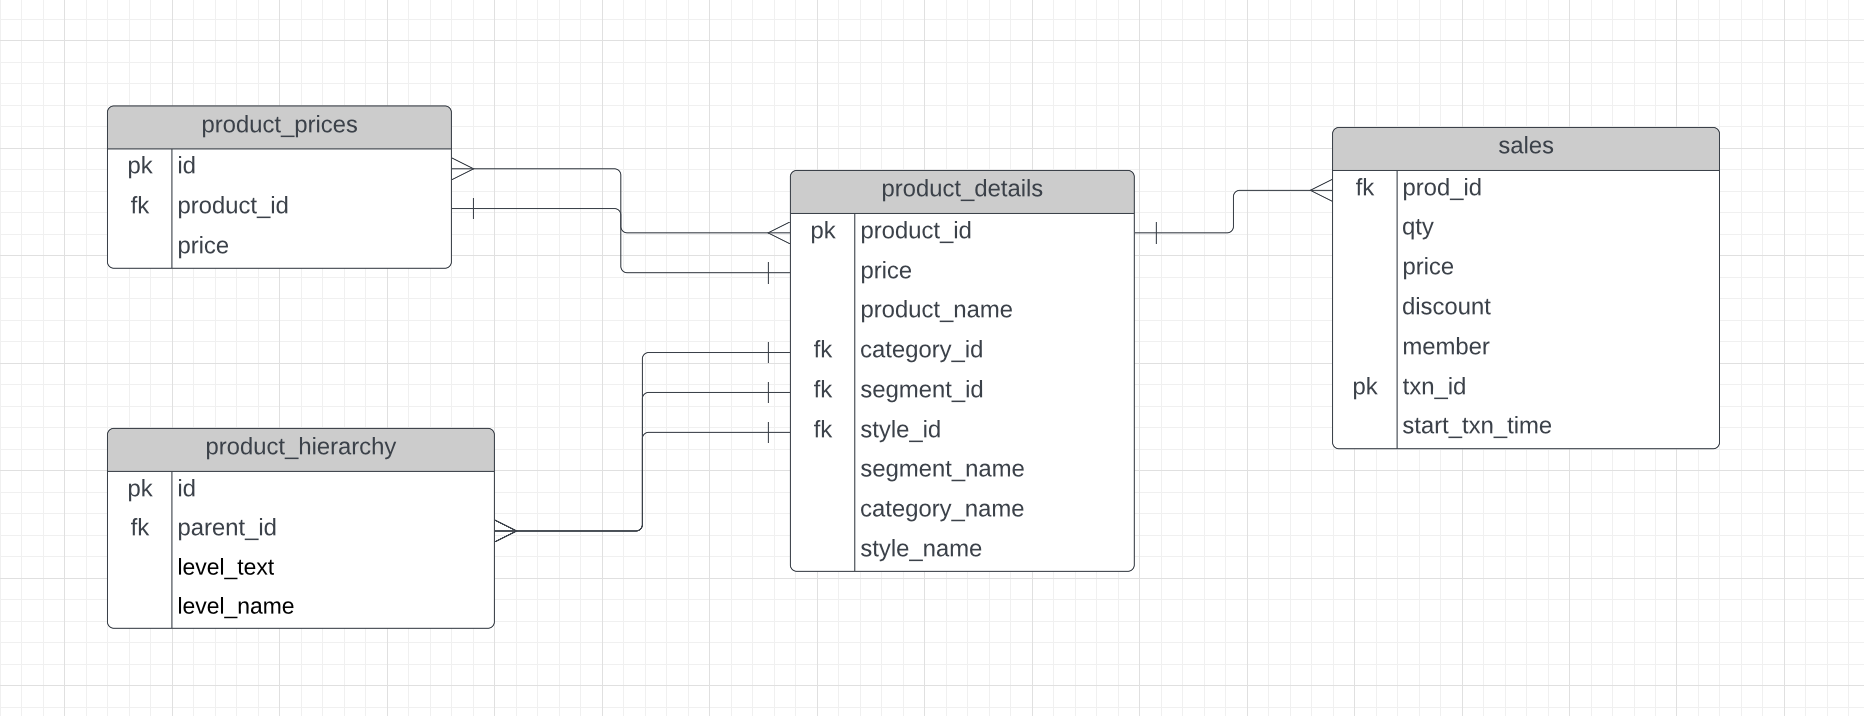 product_prices
pk id
fk product_id
price
product_hierarchy
pk id
fk parent_id
level_text
level_name
product_details
pk product_id
price
product_name
fk category_id
fk segment_id
fk style_id
segment_name
category_name
style_name
sales
fk prod_id
qty
price
discount
member
pk txn_id
start_txn_time